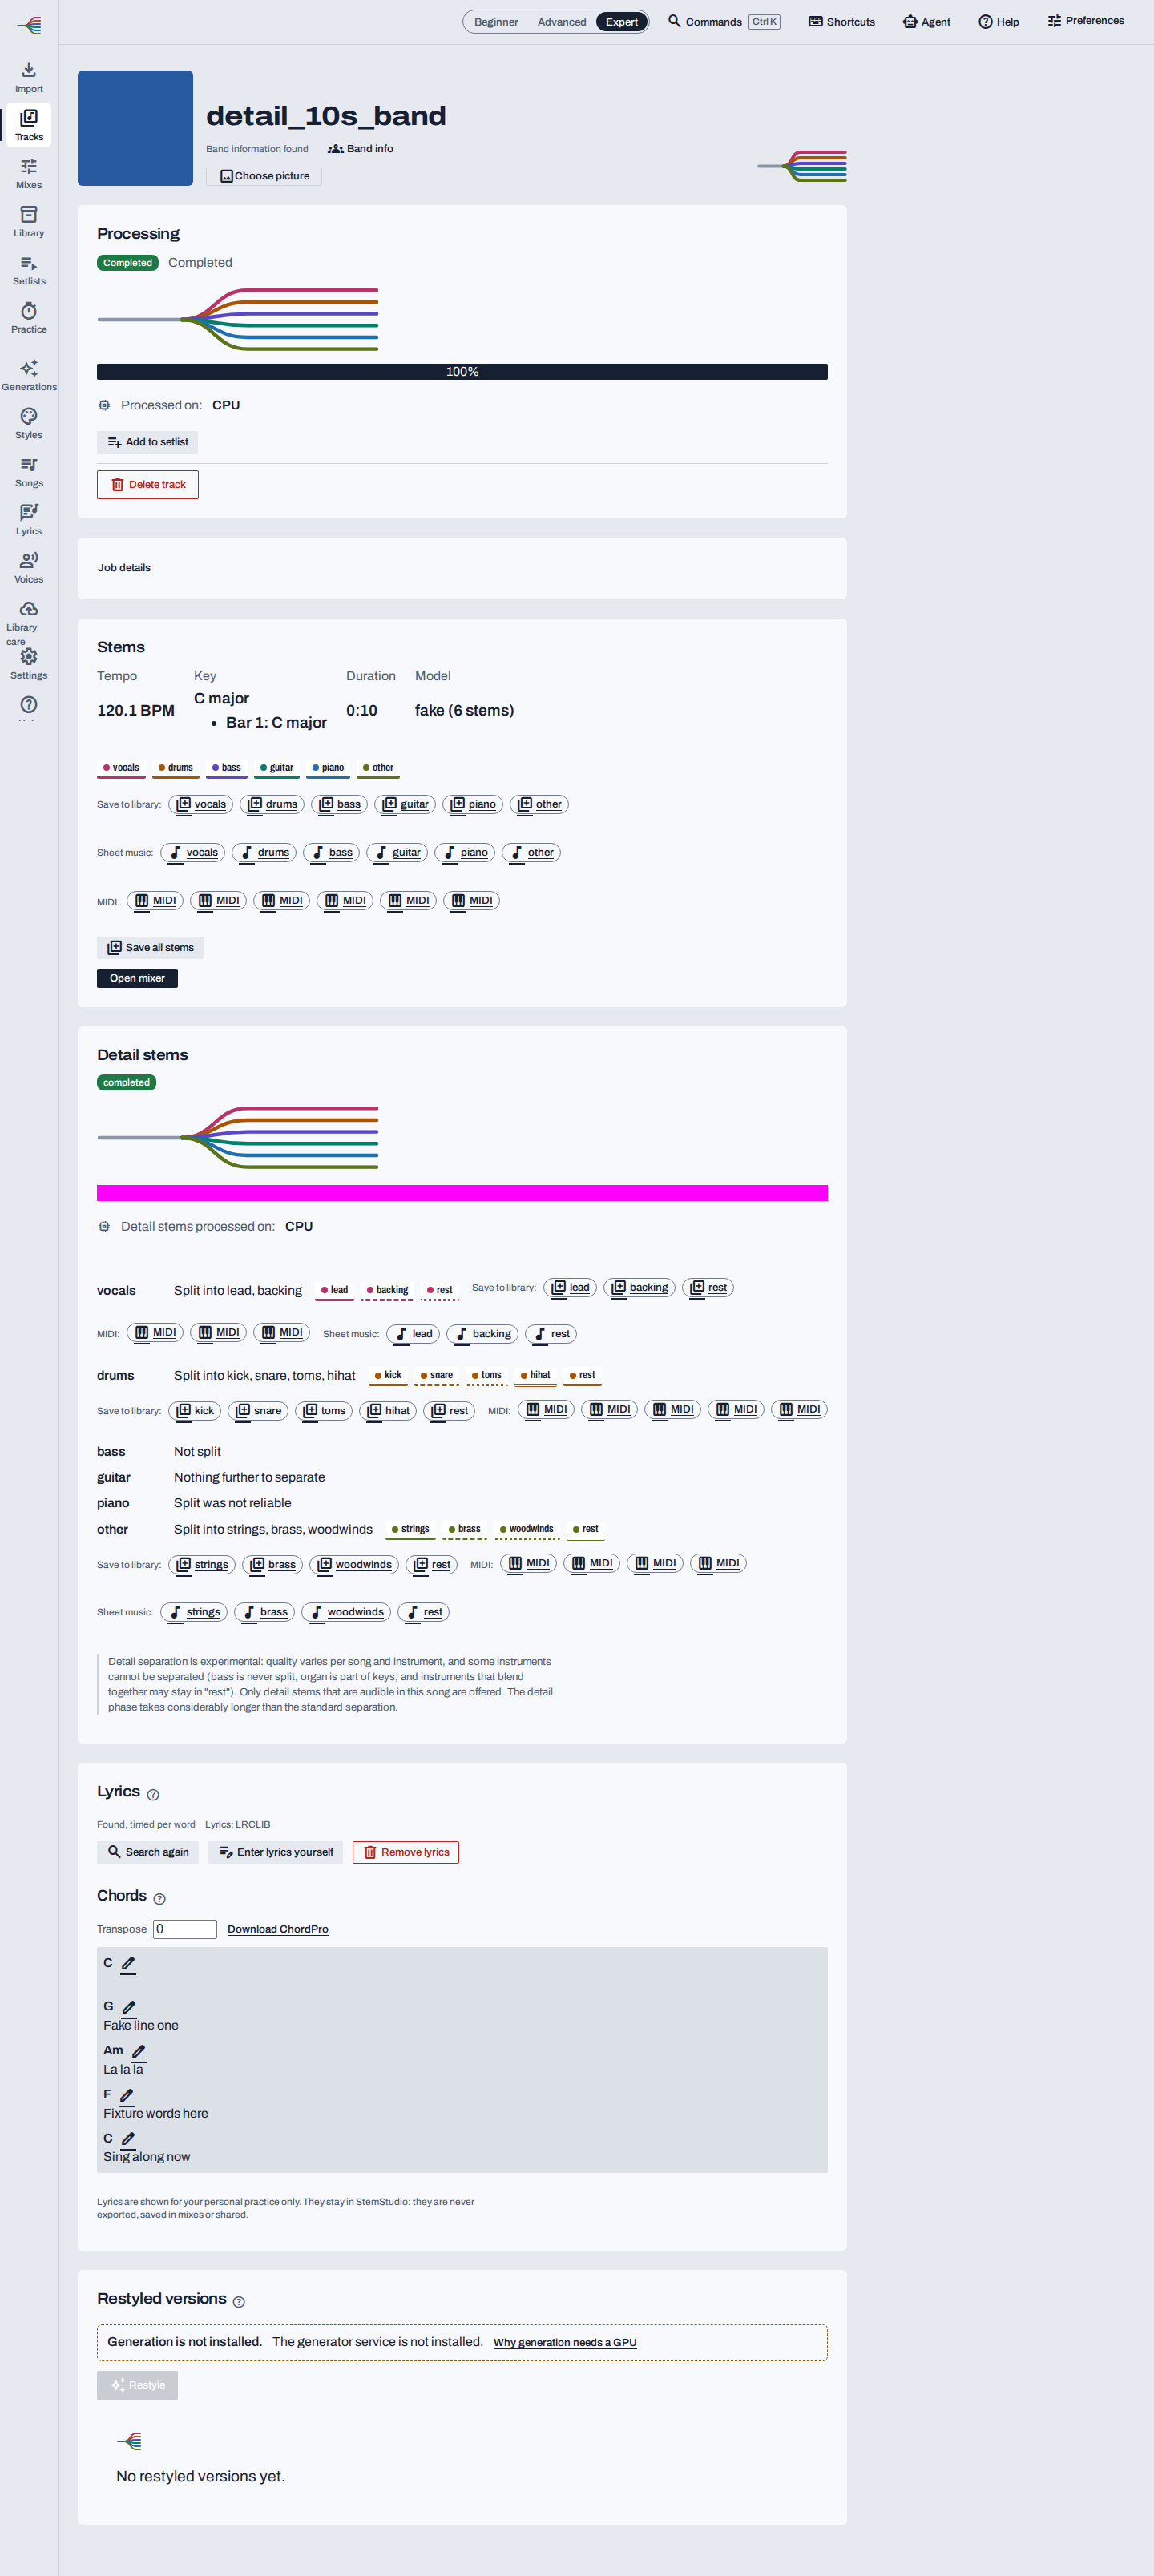 Beginner Advanced Expert Commands Ctrl K Shortcuts Agent Help Preferences
Import
Tracks
Mixes
Library
Setlists
Practice
Generations
Styles
Songs
Lyrics
Voices
Library care
Settings
detail_10s_band
Band information found Band info
Choose picture
Processing
Completed Completed
100%
Processed on: CPU
Add to setlist
Delete track
Job details
Stems
Tempo Key Duration Model
120.1 BPM C major 0:10 fake (6 stems)
• Bar 1: C major
vocals drums bass guitar piano other
Save to library: vocals drums bass guitar piano other
Sheet music: vocals drums bass guitar piano other
MIDI: MIDI MIDI MIDI MIDI MIDI MIDI
Save all stems
Open mixer
Detail stems
completed
Detail stems processed on: CPU
vocals Split into lead, backing lead backing rest Save to library: lead backing rest
MIDI: MIDI MIDI MIDI Sheet music: lead backing rest
drums Split into kick, snare, toms, hihat kick snare toms hihat rest
Save to library: kick snare toms hihat rest MIDI: MIDI MIDI MIDI MIDI MIDI
bass Not split
guitar Nothing further to separate
piano Split was not reliable
other Split into strings, brass, woodwinds strings brass woodwinds rest
Save to library: strings brass woodwinds rest MIDI: MIDI MIDI MIDI MIDI
Sheet music: strings brass woodwinds rest
Detail separation is experimental: quality varies per song and instrument, and some instruments
cannot be separated (bass is never split, organ is part of keys, and instruments that blend
together may stay in "rest"). Only detail stems that are audible in this song are offered. The detail
phase takes considerably longer than the standard separation.
Lyrics
Found, timed per word Lyrics: LRCLIB
Search again Enter lyrics yourself Remove lyrics
Chords
Transpose 0 Download ChordPro
C
G
Fake line one
Am
La la la
F
Fixture words here
C
Sing along now
Lyrics are shown for your personal practice only. They stay in StemStudio: they are never
exported, saved in mixes or shared.
Restyled versions
Generation is not installed. The generator service is not installed. Why generation needs a GPU
Restyle
No restyled versions yet.